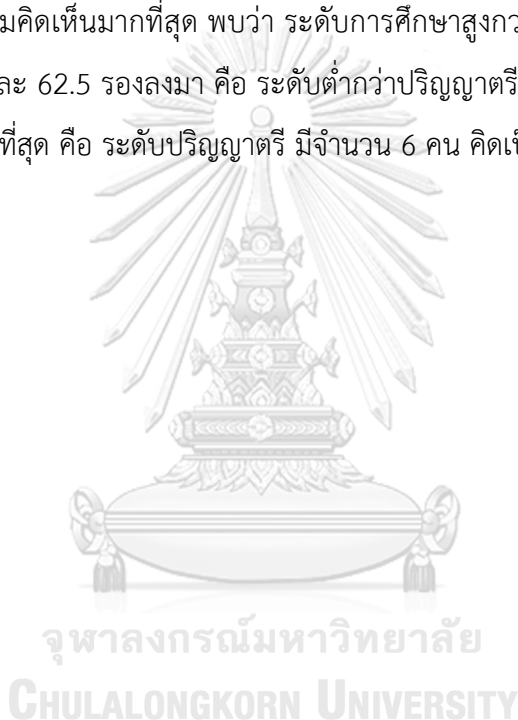 มคิดเห็นมากที่สุด พบว่า ระดับการศึกษาสูงกว
ละ 62.5 รองลงมา คือ ระดับต่ำกว่าปริญญาตรี
ที่สุด คือ ระดับปริญญาตรี มีจำนวน 6 คน คิดเป็
จุฬาลงกรณ์มหาวิทยาลัย
CHULALONGKORN UNIVERSITY